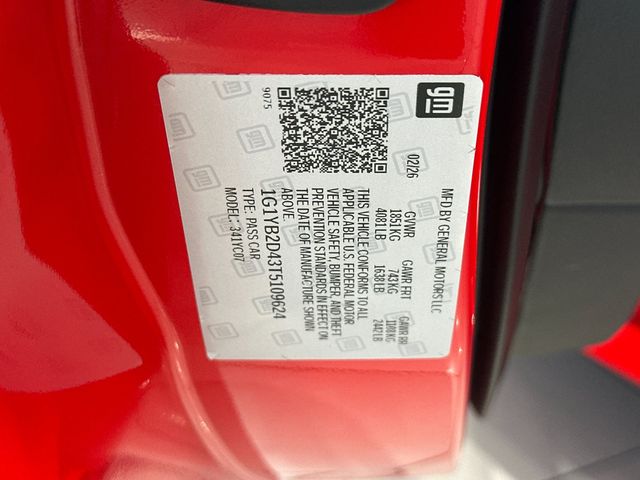 gm
MFD BY GENERAL MOTORS LLC
02/26 GVWR GAWR FRT GAWR RR
1851KG 743KG 1108KG
4081LB 1638LB 2442LB
THIS VEHICLE CONFORMS TO ALL
APPLICABLE U.S. FEDERAL MOTOR
VEHICLE SAFETY, BUMPER, AND THEFT
PREVENTION STANDARDS IN EFFECT ON
THE DATE OF MANUFACTURE SHOWN
ABOVE.
1G1YB2D43T5109624
TYPE: PASS CAR
MODEL: 341YC07
9075